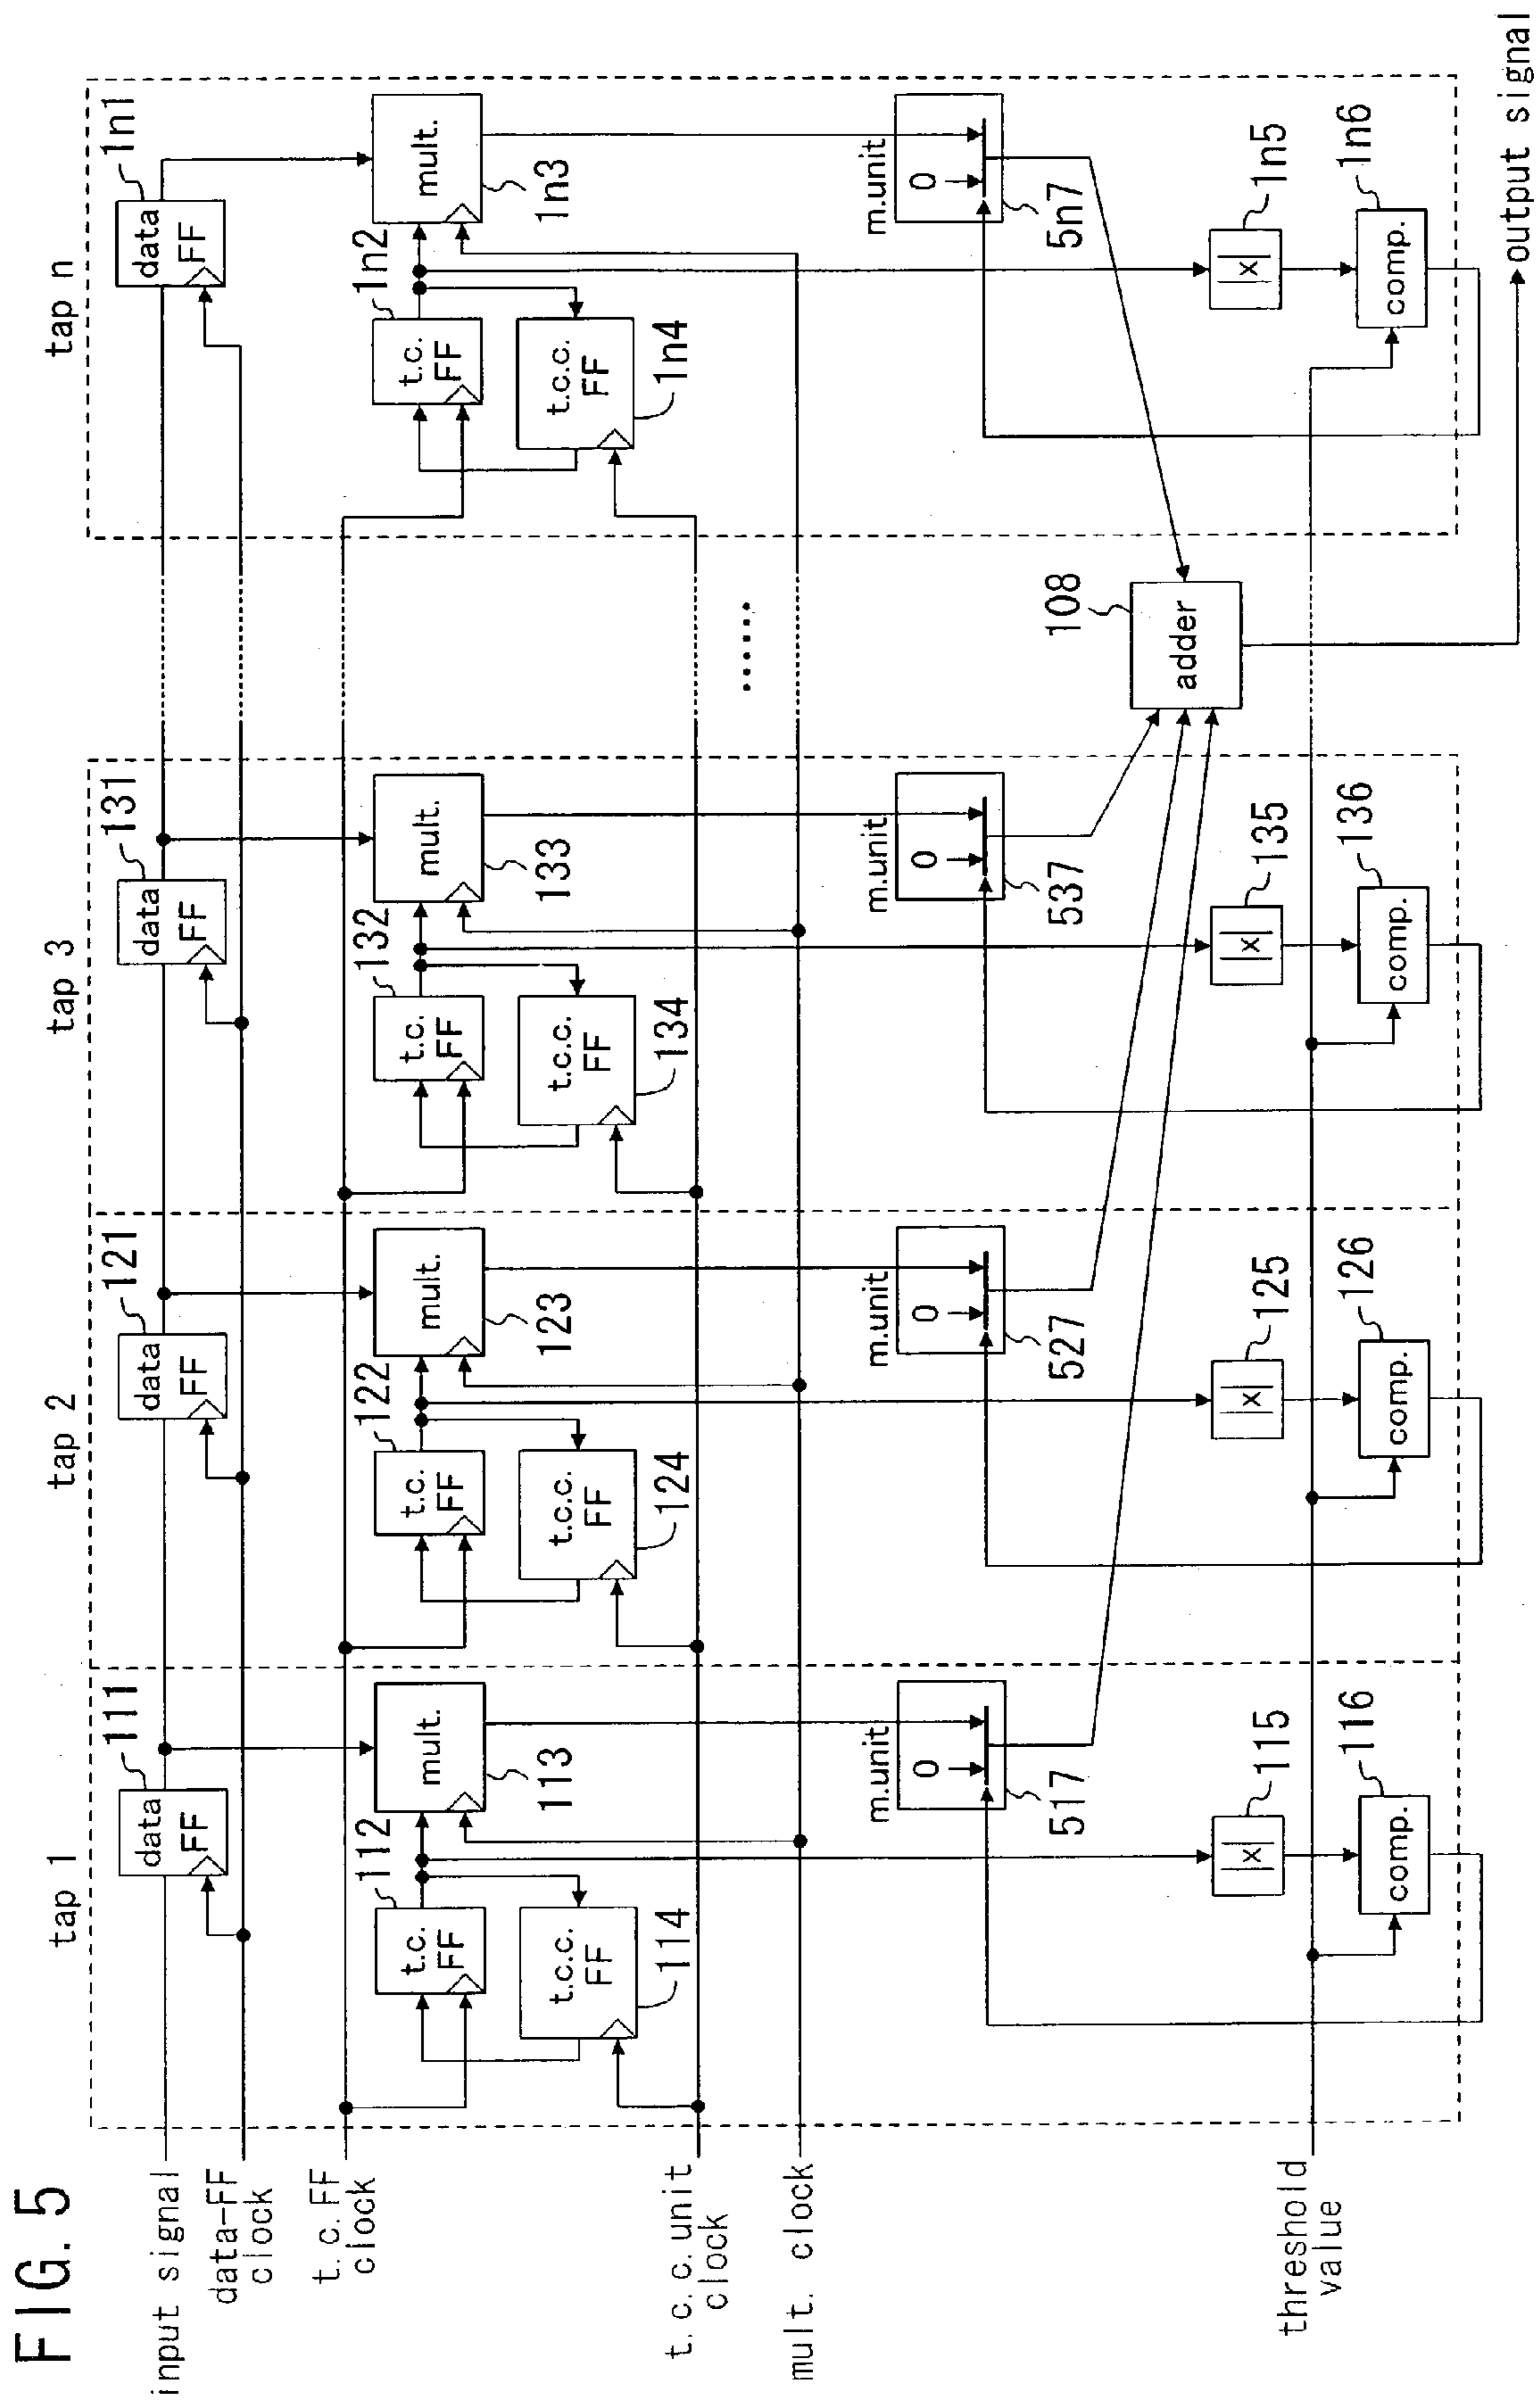 FIG. 5
tap 1
tap 2
tap 3
tap n
input signal
data-FF
clock
t.c.FF
clock
t.c.c.unit
clock
mult. clock
threshold
value
111
data
FF
112
t.c.
FF
mult.
113
t.c.c.
FF
114
m.unit
0
517
|x|
115
comp.
116
121
data
FF
122
t.c.
FF
mult.
123
t.c.c.
FF
124
m.unit
0
527
|x|
125
comp.
126
131
data
FF
132
t.c.
FF
mult.
133
t.c.c.
FF
134
m.unit
0
537
|x|
135
comp.
136
......
108
adder
1n1
data
FF
1n2
t.c.
FF
mult.
1n3
t.c.c.
FF
1n4
m.unit
0
5n7
|x|
1n5
comp.
1n6
output signal